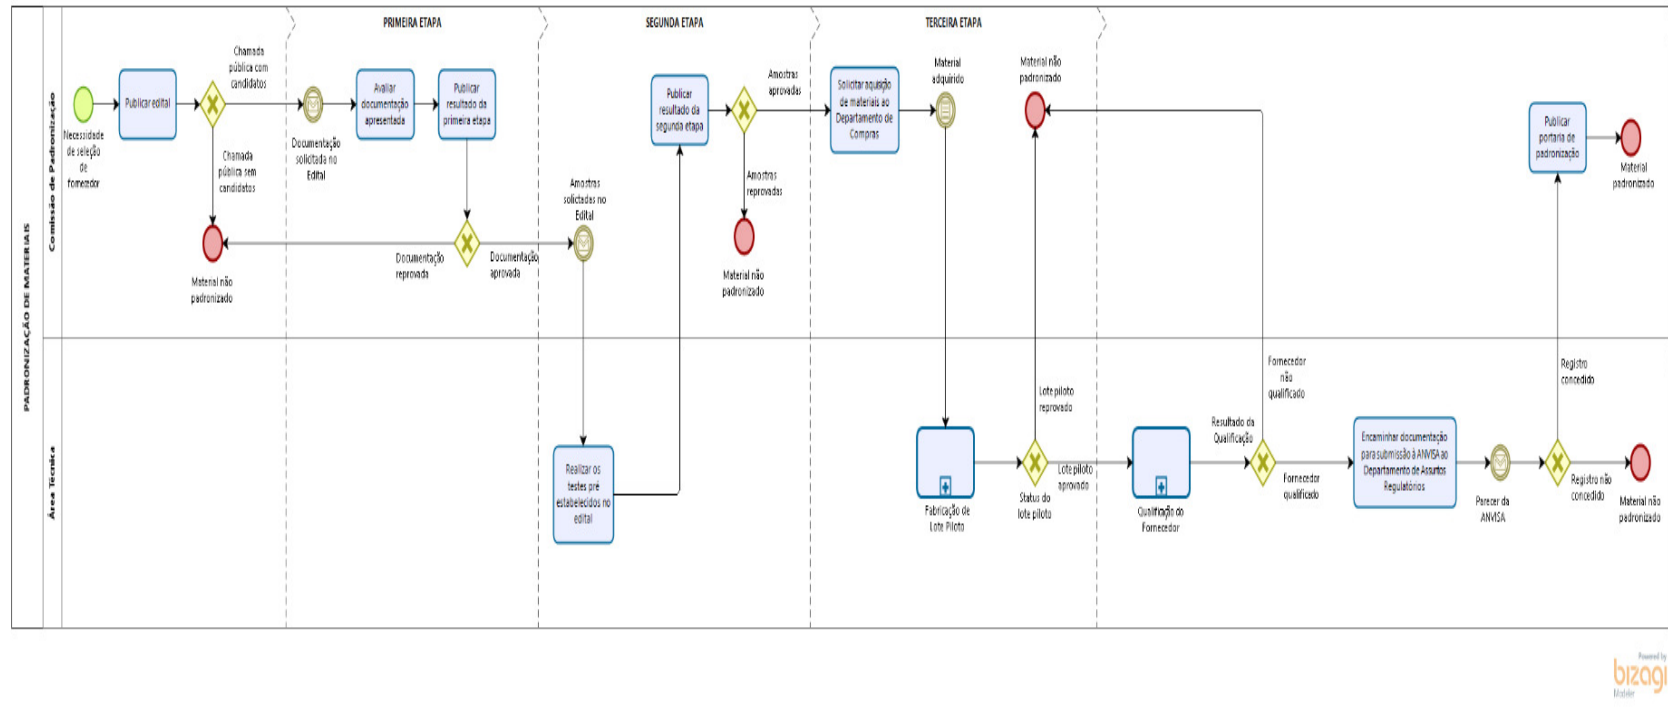 PADRONIZAÇÃO DE MATERIAIS
Comissão de Padronização
Área Técnica
PRIMEIRA ETAPA
SEGUNDA ETAPA
TERCEIRA ETAPA
Necessidade
de seleção
de
fornecedor
Publicar edital
Chamada
pública com
candidatos
Chamada
pública sem
candidatos
Material não
padronizado
Documentação
solicitada no
Edital
Avaliar
documentação
apresentada
Publicar
resultado da
primeira etapa
Documentação
reprovada
Documentação
aprovada
Amostras
solicitadas no
Edital
Realizar os
testes pré
estabelecidos no
edital
Publicar
resultado da
segunda etapa
Amostras
aprovadas
Amostras
reprovadas
Material não
padronizado
Solicitar aquisição
de materiais ao
Departamento de
Compras
Material
adquirido
Fabricação de
Lote Piloto
Status do
lote piloto
Lote piloto
reprovado
Lote piloto
aprovado
Material não
padronizado
Qualificação do
Fornecedor
Resultado da
Qualificação
Fornecedor
não
qualificado
Fornecedor
qualificado
Encaminhar documentação
para submissão à ANVISA ao
Departamento de Assuntos
Regulatórios
Parecer da
ANVISA
Registro
concedido
Registro não
concedido
Material não
padronizado
Publicar
portaria de
padronização
Material
padronizado
Powered by
bizagi
Modeler